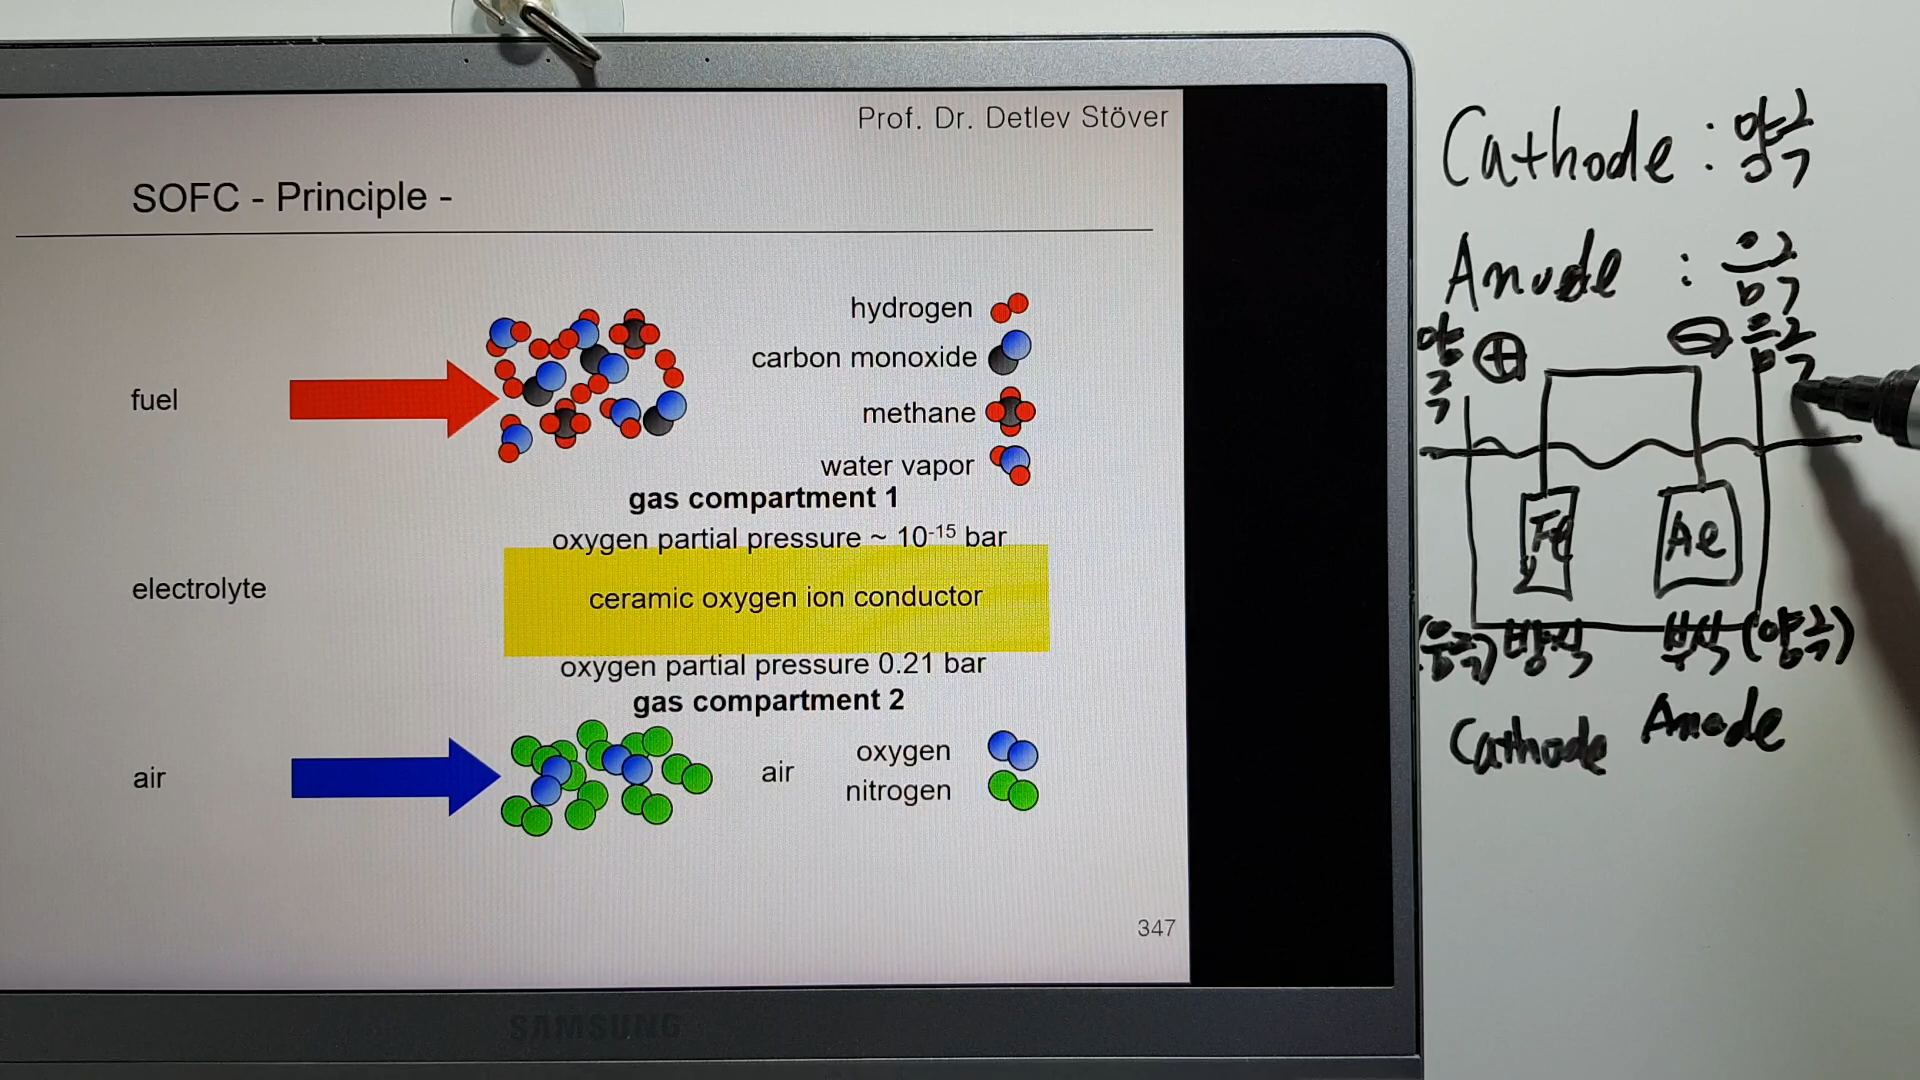 Prof. Dr. Detlev Stöver
SOFC - Principle -
fuel
hydrogen
carbon monoxide
methane
water vapor
gas compartment 1
oxygen partial pressure ~ 10⁻¹⁵ bar
electrolyte
ceramic oxygen ion conductor
oxygen partial pressure 0.21 bar
gas compartment 2
air
air
oxygen
nitrogen
347
SAMSUNG
Cathode : 양극
Anode : 음극
양극 ⊕
⊖ 음극
Fe
Al
(음극) 방식
부식 (양극)
Cathode
Anode